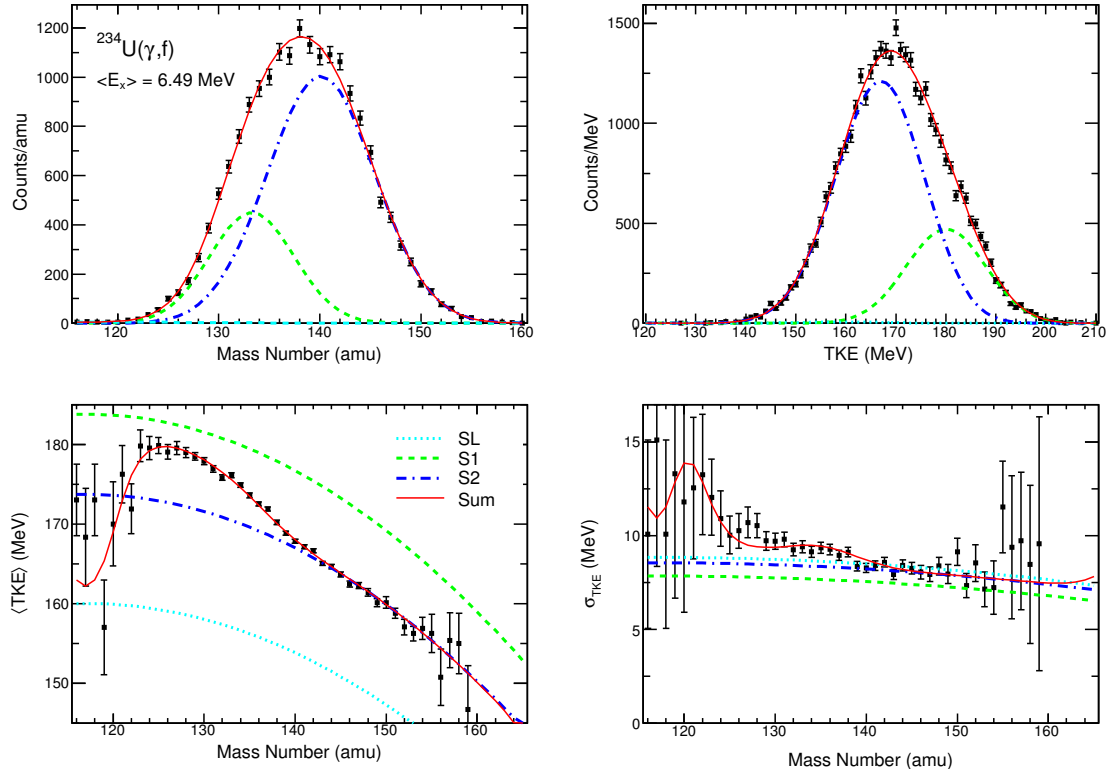 ²³⁴U(γ,f)
<Eₓ> = 6.49 MeV
Counts/amu
0
200
400
600
800
1000
1200
120
130
140
150
160
Mass Number (amu)
Counts/MeV
0
500
1000
1500
120 130 140 150 160 170 180 190 200 210
TKE (MeV)
⟨TKE⟩ (MeV)
150
160
170
180
SL
S1
S2
Sum
120
130
140
150
160
Mass Number (amu)
σTKE (MeV)
0
5
10
15
120
130
140
150
160
Mass Number (amu)